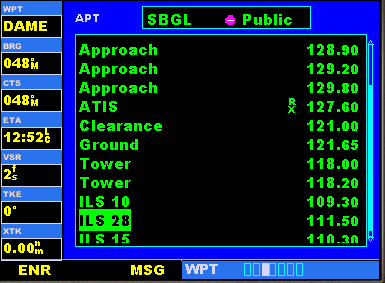 WPT
DAME
BRG
048°M
CTS
048°M
ETA
12:52LC
VSR
2fs
TKE
0°
XTK
0.00nm
APT SBGL Public
Approach 128.90
Approach 129.20
Approach 129.80
ATIS RX 127.60
Clearance 121.00
Ground 121.65
Tower 118.00
Tower 118.20
ILS 10 109.30
ILS 28 111.50
ILS 15 110.30
ENR MSG WPT